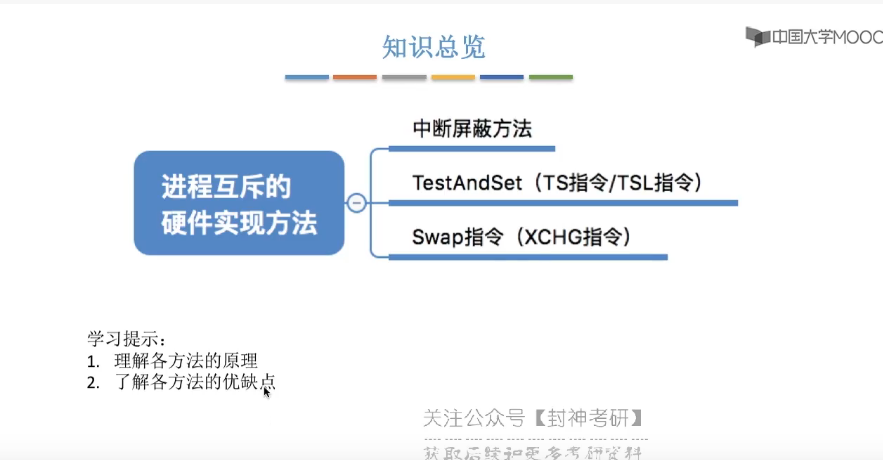 知识总览
中国大学MOOC
中断屏蔽方法
进程互斥的
硬件实现方法
TestAndSet（TS指令/TSL指令）
Swap指令（XCHG指令）
学习提示：
1. 理解各方法的原理
2. 了解各方法的优缺点
关注公众号【封神考研】
获取后续和更多考研资料